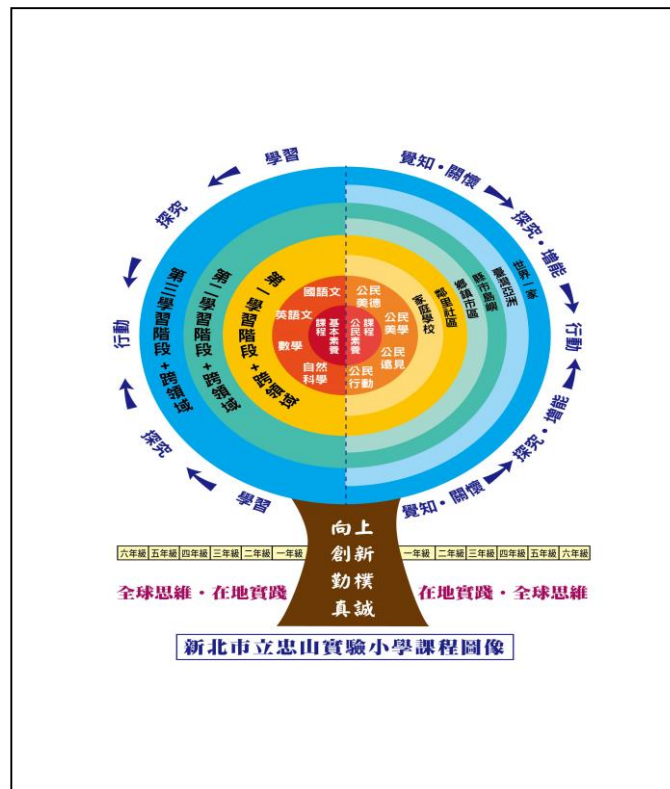 學習
探究
行動
探究
學習
覺知・關懷
探究・增能
行動
探究・增能
覺知・關懷
第三學習階段+跨領域
第二學習階段+跨領域
第一學習階段+跨領域
國語文
英語文
數學
自然
科學
基本素養
課程
公民素養
課程
公民
美德
公民
美學
公民
遠見
公民
行動
家庭學校
鄰里社區
鄉鎮市區
縣市島嶼
臺灣亞洲
世界一家
向上
創新
勤樸
真誠
六年級 五年級 四年級 三年級 二年級 一年級
一年級 二年級 三年級 四年級 五年級 六年級
全球思維・在地實踐
在地實踐・全球思維
新北市立忠山實驗小學課程圖像